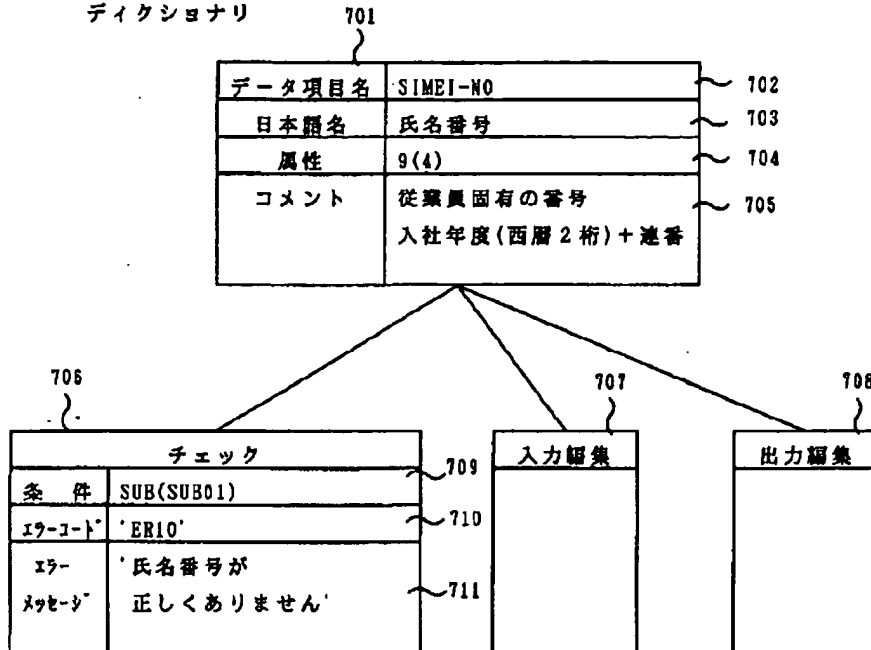 ディクショナリ
701
データ項目名 SIMEI-NO 702
日本語名 氏名番号 703
属性 9(4) 704
コメント 従業員固有の番号 705
入社年度(西暦2桁)+連番
706 707 708
チェック 入力編集 出力編集
条 件 SUB(SUB01) 709
エラーコード 'ER10' 710
エラー '氏名番号が
メッセージ 正しくありません' 711